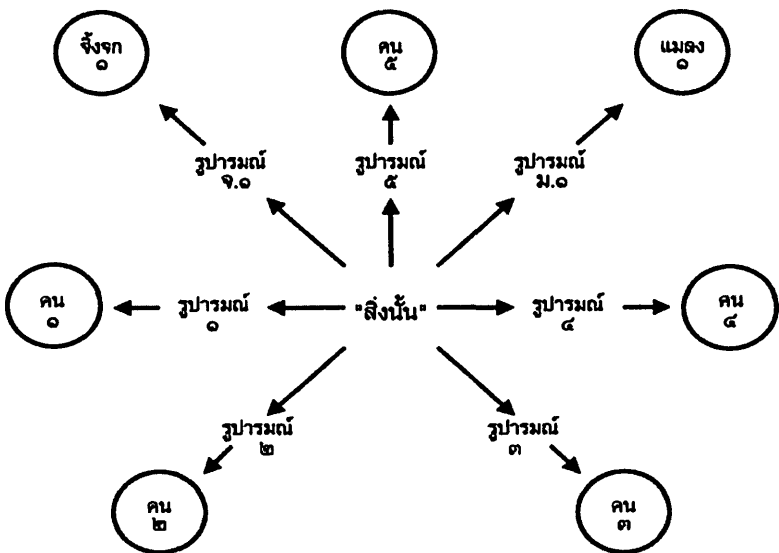 จิ้งจก
๑
คน
๕
แมลง
๑
รูปารมณ์
จ.๑
รูปารมณ์
๕
รูปารมณ์
ม.๑
คน
๑
รูปารมณ์
๑
"สิ่งนั้น"
รูปารมณ์
๔
คน
๔
รูปารมณ์
๒
รูปารมณ์
๓
คน
๒
คน
๓